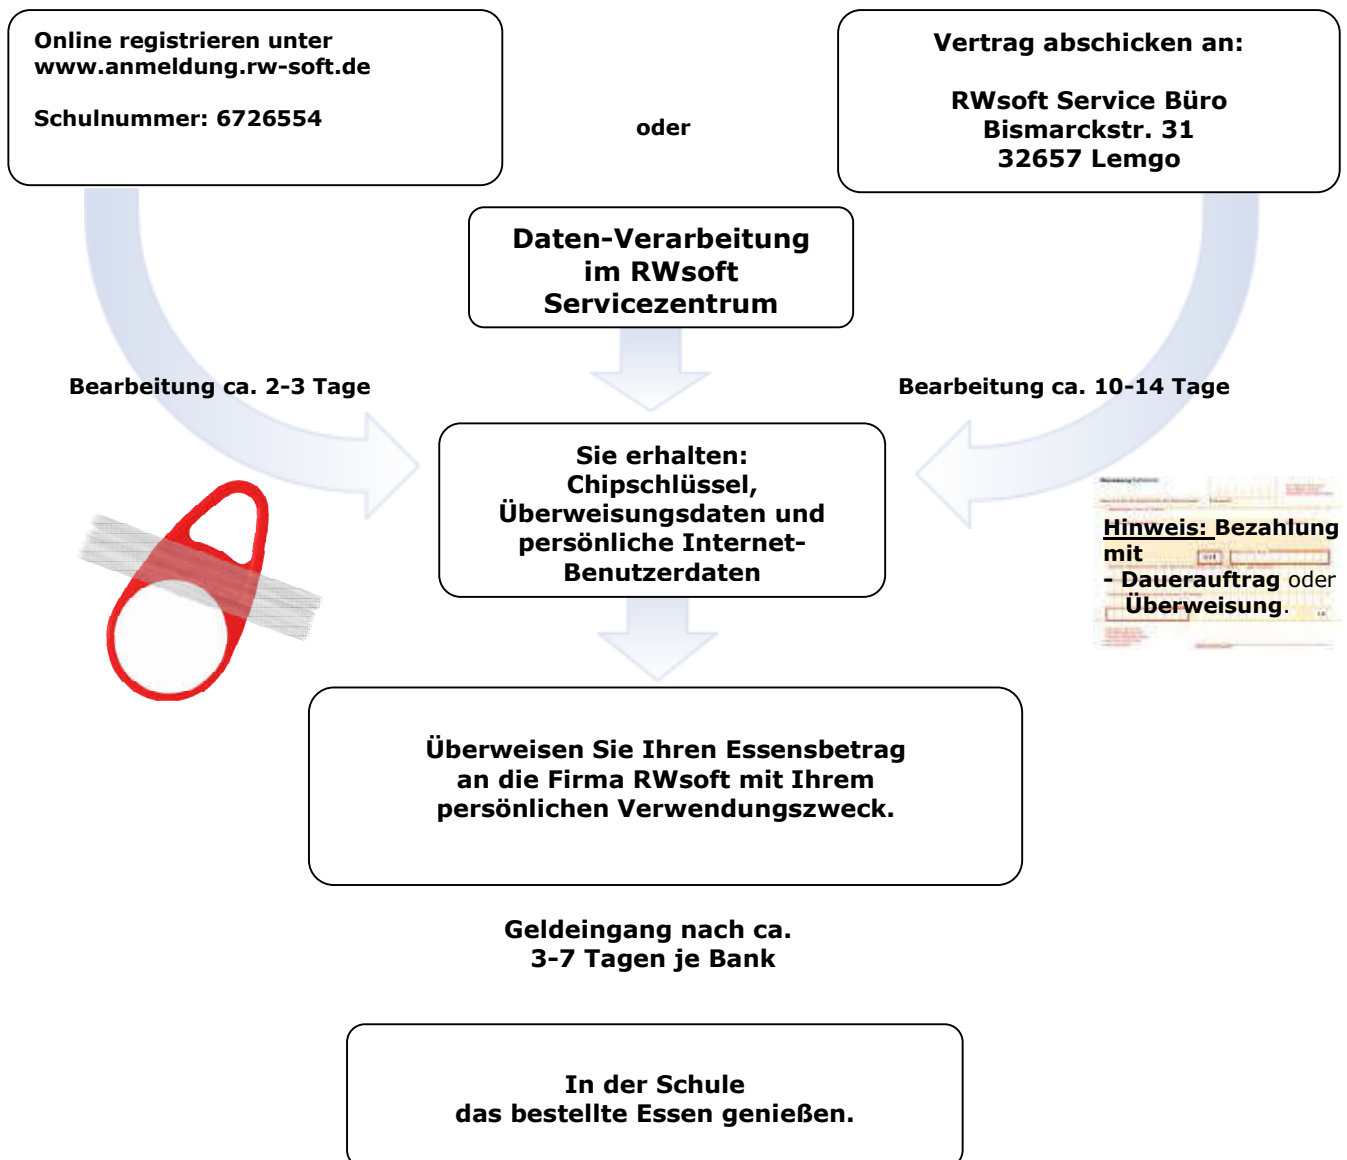 Online registrieren unter
www.anmeldung.rw-soft.de
Schulnummer: 6726554
oder
Vertrag abschicken an:
RWsoft Service Büro
Bismarckstr. 31
32657 Lemgo
Daten-Verarbeitung
im RWsoft
Servicezentrum
Bearbeitung ca. 2-3 Tage
Bearbeitung ca. 10-14 Tage
Sie erhalten:
Chipschlüssel,
Überweisungsdaten und
persönliche Internet-
Benutzerdaten
Hinweis: Bezahlung
mit
- Dauerauftrag oder
Überweisung.
Überweisen Sie Ihren Essensbetrag
an die Firma RWsoft mit Ihrem
persönlichen Verwendungszweck.
Geldeingang nach ca.
3-7 Tagen je Bank
In der Schule
das bestellte Essen genießen.